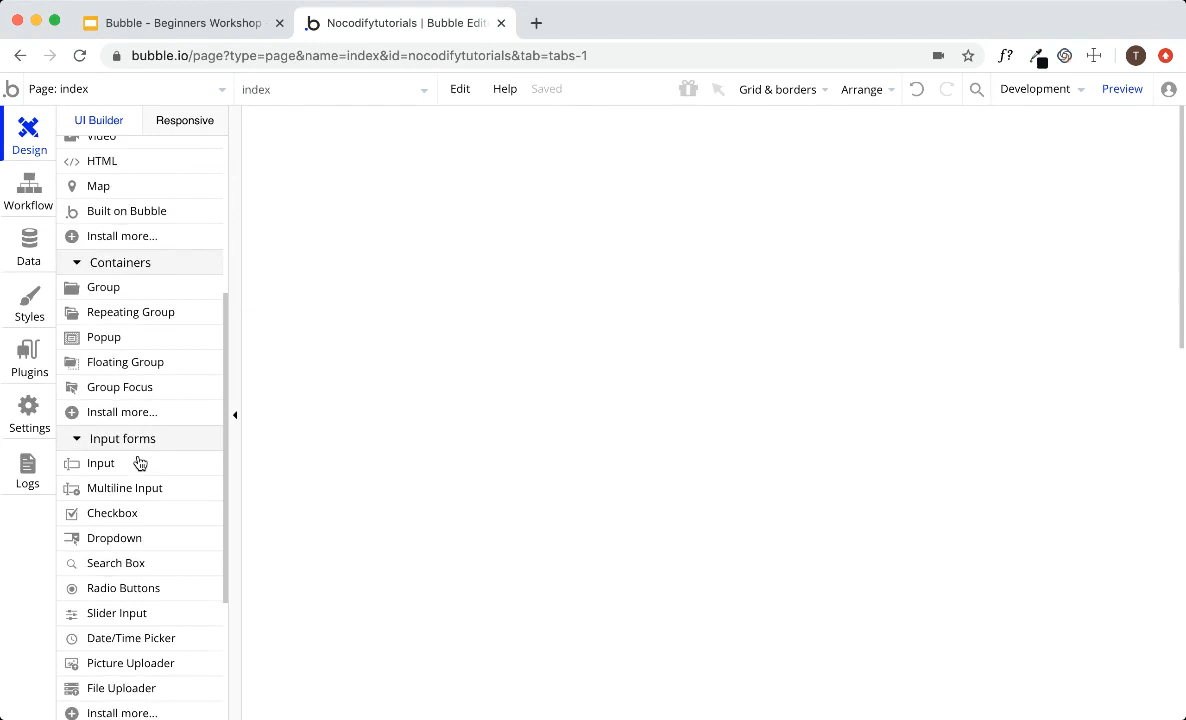 Bubble - Beginners Workshop
Nocodifytutorials | Bubble Edit
bubble.io/page?type=page&name=index&id=nocodifytutorials&tab=tabs-1
f?
T
Page: index
index
Edit
Help
Saved
Grid & borders
Arrange
Development
Preview
UI Builder
Responsive
Design
Workflow
Data
Styles
Plugins
Settings
Logs
Video
HTML
Map
Built on Bubble
Install more...
Containers
Group
Repeating Group
Popup
Floating Group
Group Focus
Install more...
Input forms
Input
Multiline Input
Checkbox
Dropdown
Search Box
Radio Buttons
Slider Input
Date/Time Picker
Picture Uploader
File Uploader
Install more...